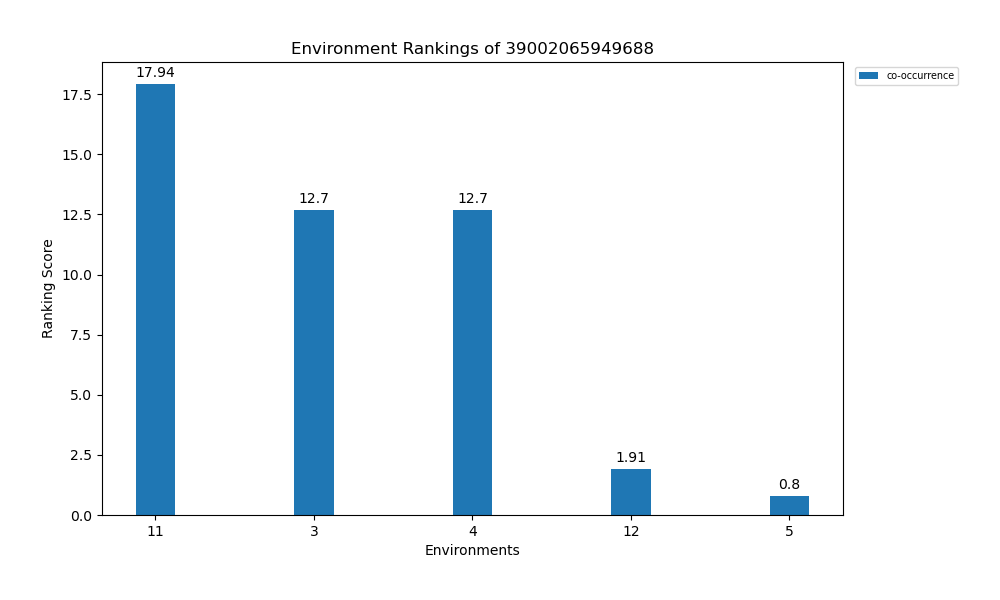 Environment Rankings of 39002065949688
co-occurrence
Ranking Score
17.5
15.0
12.5
10.0
7.5
5.0
2.5
0.0
17.94
12.7
12.7
1.91
0.8
11 3 4 12 5
Environments